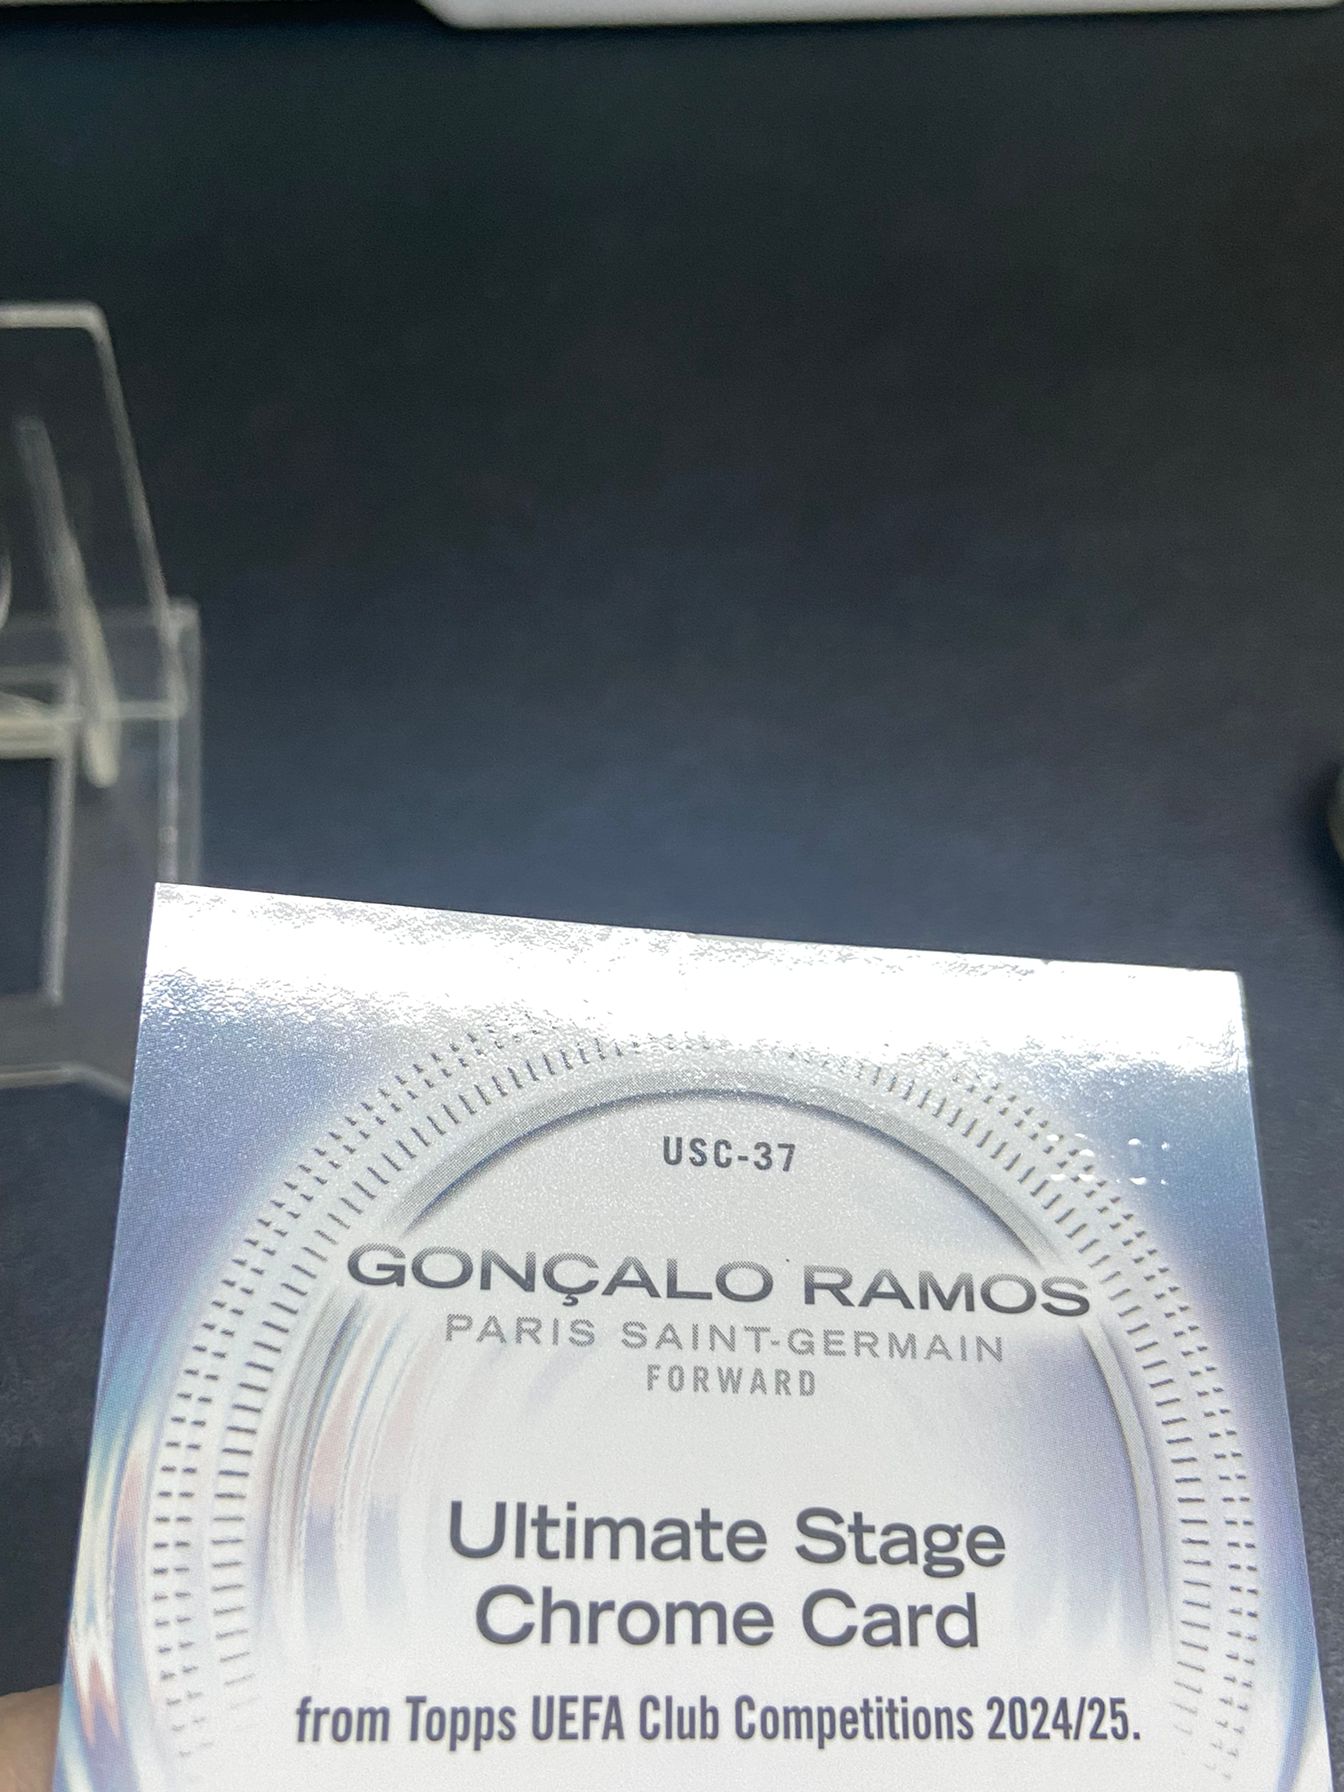 USC-37
GONÇALO RAMOS
PARIS SAINT-GERMAIN
FORWARD
Ultimate Stage
Chrome Card
from Topps UEFA Club Competitions 2024/25.